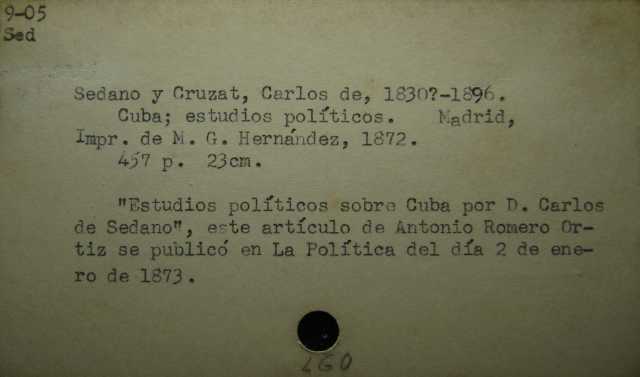 9-05
Sed
Sedano y Cruzat, Carlos de, 1830?-1896.
Cuba; estudios políticos. Madrid,
Impr. de M. G. Hernández, 1872.
457 p. 23cm.
"Estudios políticos sobre Cuba por D. Carlos
de Sedano", este artículo de Antonio Romero Or-
tiz se publicó en La Política del día 2 de ene-
ro de 1873.